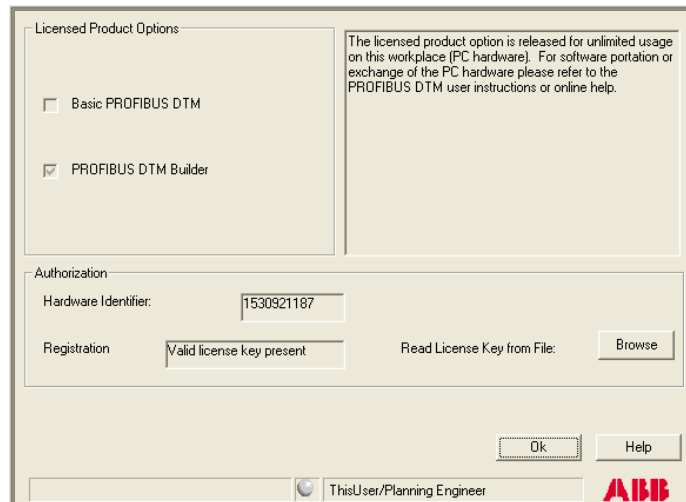 Licensed Product Options
Basic PROFIBUS DTM
PROFIBUS DTM Builder
The licensed product option is released for unlimited usage
on this workplace (PC hardware). For software portation or
exchange of the PC hardware please refer to the
PROFIBUS DTM user instructions or online help.
Authorization
Hardware Identifier:
1530921187
Registration
Valid license key present
Read License Key from File:
Browse
Ok
Help
ThisUser/Planning Engineer
ABB